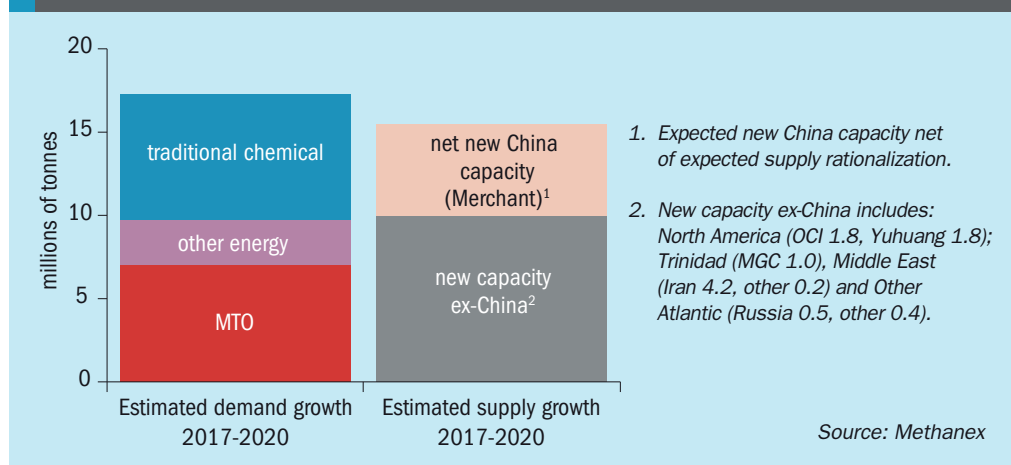 20
15
10
5
0
millions of tonnes
traditional chemical
other energy
MTO
net new China
capacity
(Merchant)1
new capacity
ex-China2
Estimated demand growth
2017-2020
Estimated supply growth
2017-2020
1. Expected new China capacity net
of expected supply rationalization.
2. New capacity ex-China includes:
North America (OCI 1.8, Yuhuang 1.8);
Trinidad (MGC 1.0), Middle East
(Iran 4.2, other 0.2) and Other
Atlantic (Russia 0.5, other 0.4).
Source: Methanex